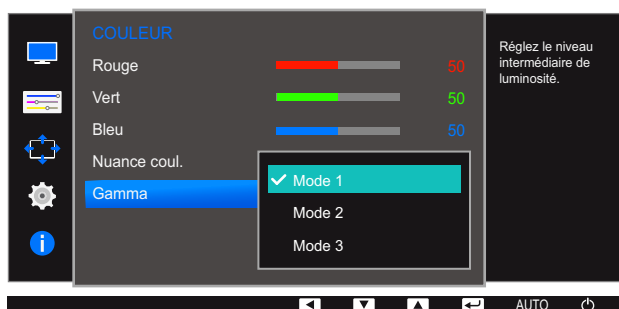 COULEUR
Rouge 50
Vert 50
Bleu 50
Nuance coul.
Gamma
Mode 1
Mode 2
Mode 3
Réglez le niveau
intermédiaire de
luminosité.
AUTO